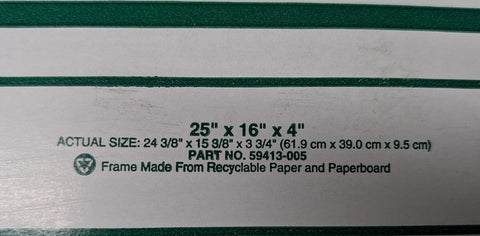 25" x 16" x 4"
ACTUAL SIZE: 24 3/8" x 15 3/8" x 3 3/4" (61.9 cm x 39.0 cm x 9.5 cm)
PART NO. 59413-005
Frame Made From Recyclable Paper and Paperboard